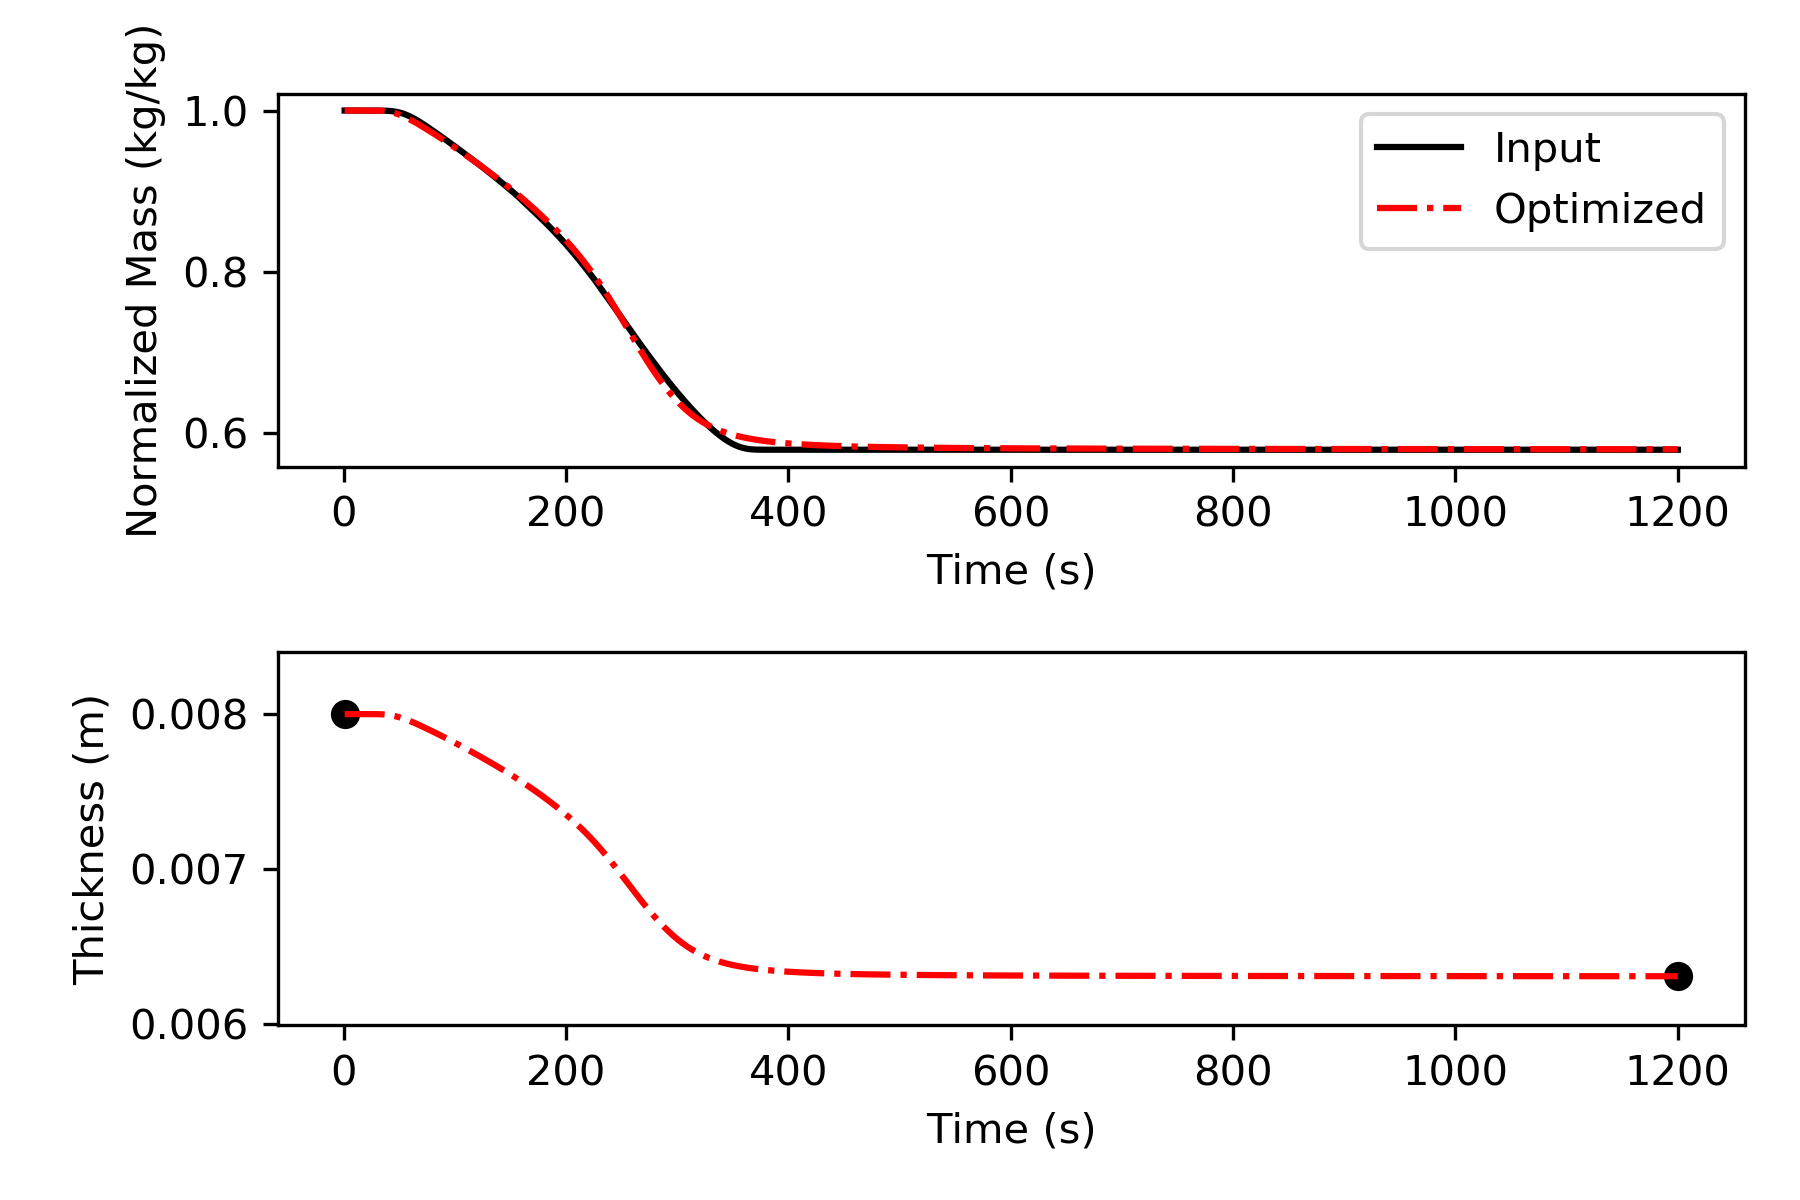 Normalized Mass (kg/kg)
1.0
0.8
0.6
Input
Optimized
0 200 400 600 800 1000 1200
Time (s)
Thickness (m)
0.008
0.007
0.006
0 200 400 600 800 1000 1200
Time (s)